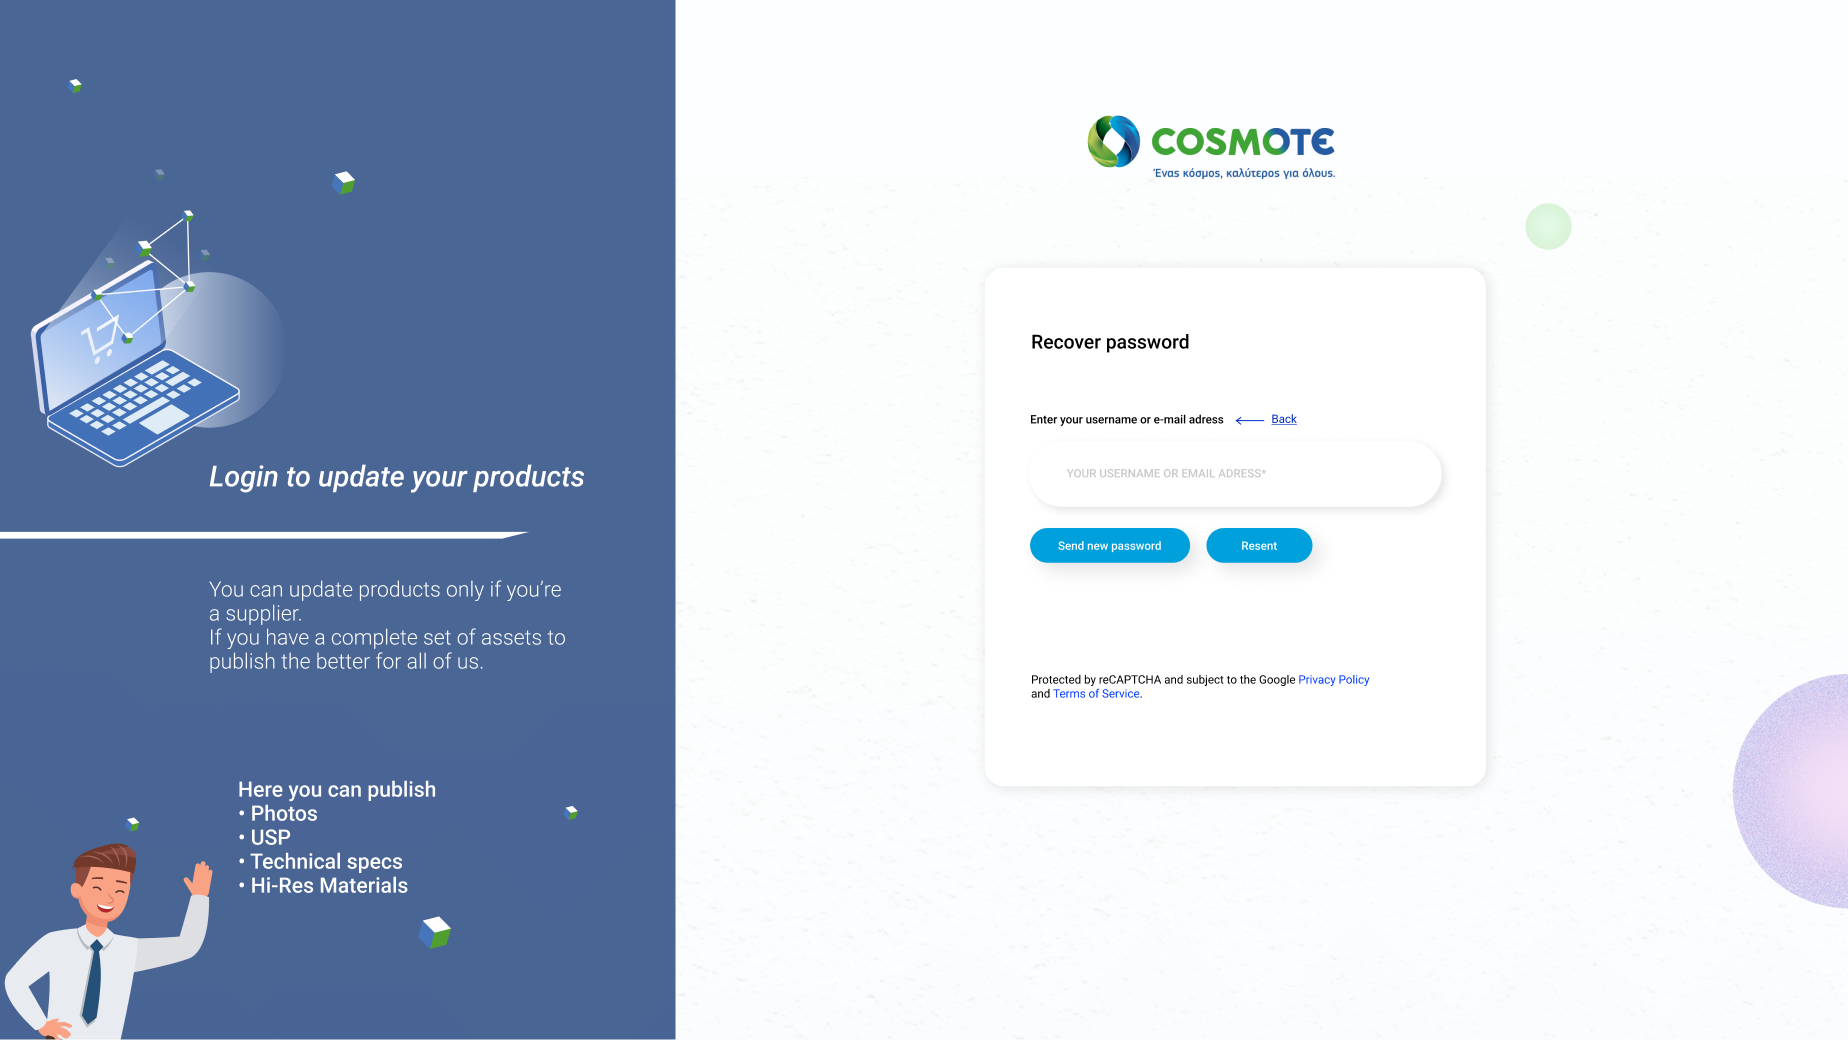 Login to update your products
You can update products only if you’re
a supplier.
If you have a complete set of assets to
publish the better for all of us.
Here you can publish
• Photos
• USP
• Technical specs
• Hi-Res Materials
COSMOTE
Ένας κόσμος, καλύτερος για όλους.
Recover password
Enter your username or e-mail adress Back
YOUR USERNAME OR EMAIL ADRESS*
Send new password Resent
Protected by reCAPTCHA and subject to the Google Privacy Policy
and Terms of Service.